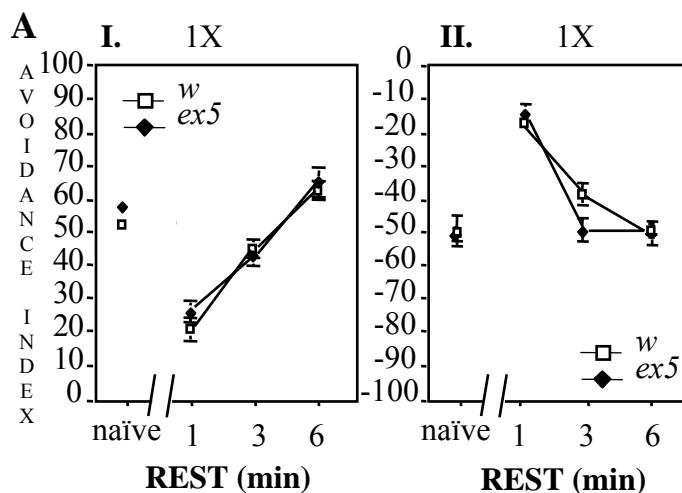 A
I. 1X
AVOIDANCE INDEX
100
90
80
70
60
50
40
30
20
10
0
w
ex5
naïve 1 3 6
REST (min)
II. 1X
0
-10
-20
-30
-40
-50
-60
-70
-80
-90
-100
w
ex5
naïve 1 3 6
REST (min)